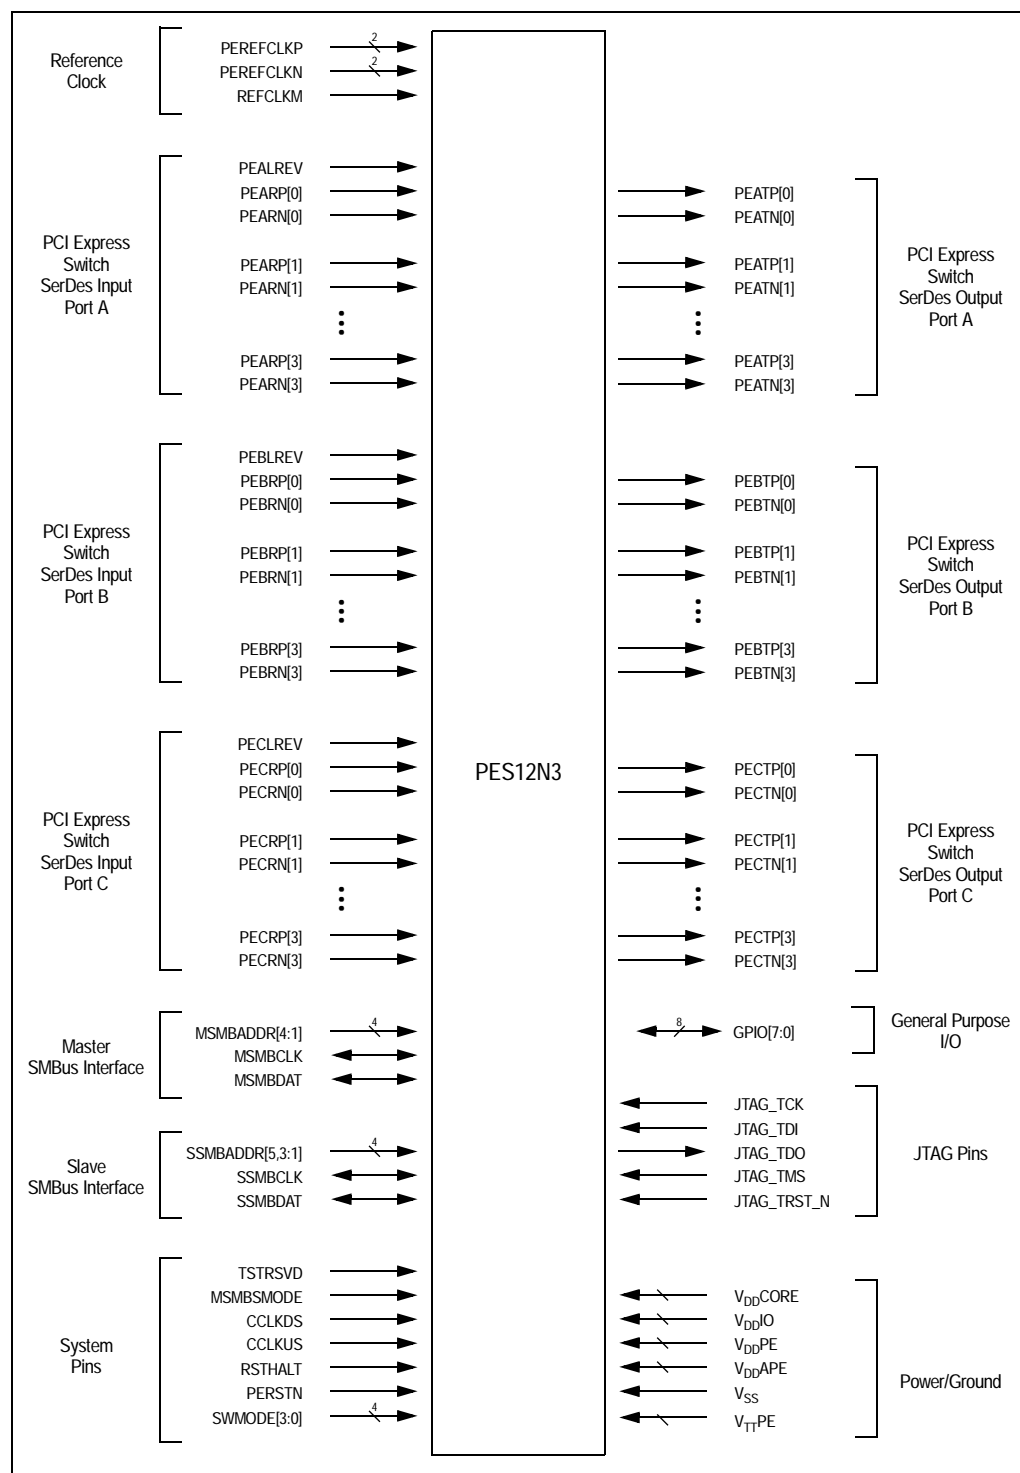 Reference
Clock
PEREFCLKP
2
PEREFCLKN
2
REFCLKM
PCI Express
Switch
SerDes Input
Port A
PEALREV
PEARP[0]
PEARN[0]
PEARP[1]
PEARN[1]
PEARP[3]
PEARN[3]
PEATP[0]
PEATN[0]
PEATP[1]
PEATN[1]
PEATP[3]
PEATN[3]
PCI Express
Switch
SerDes Output
Port A
PCI Express
Switch
SerDes Input
Port B
PEBLREV
PEBRP[0]
PEBRN[0]
PEBRP[1]
PEBRN[1]
PEBRP[3]
PEBRN[3]
PEBTP[0]
PEBTN[0]
PEBTP[1]
PEBTN[1]
PEBTP[3]
PEBTN[3]
PCI Express
Switch
SerDes Output
Port B
PCI Express
Switch
SerDes Input
Port C
PECLREV
PECRP[0]
PECRN[0]
PECRP[1]
PECRN[1]
PECRP[3]
PECRN[3]
PES12N3
PECTP[0]
PECTN[0]
PECTP[1]
PECTN[1]
PECTP[3]
PECTN[3]
PCI Express
Switch
SerDes Output
Port C
Master
SMBus Interface
MSMBADDR[4:1]
4
MSMBCLK
MSMBDAT
8
GPIO[7:0]
General Purpose
I/O
Slave
SMBus Interface
SSMBADDR[5,3:1]
4
SSMBCLK
SSMBDAT
JTAG_TCK
JTAG_TDI
JTAG_TDO
JTAG_TMS
JTAG_TRST_N
JTAG Pins
System
Pins
TSTRSVD
MSMBSMODE
CCLKDS
CCLKUS
RSTHALT
PERSTN
SWMODE[3:0]
4
VDDCORE
VDDIO
VDDPE
VDDAPE
VSS
VTTPE
Power/Ground